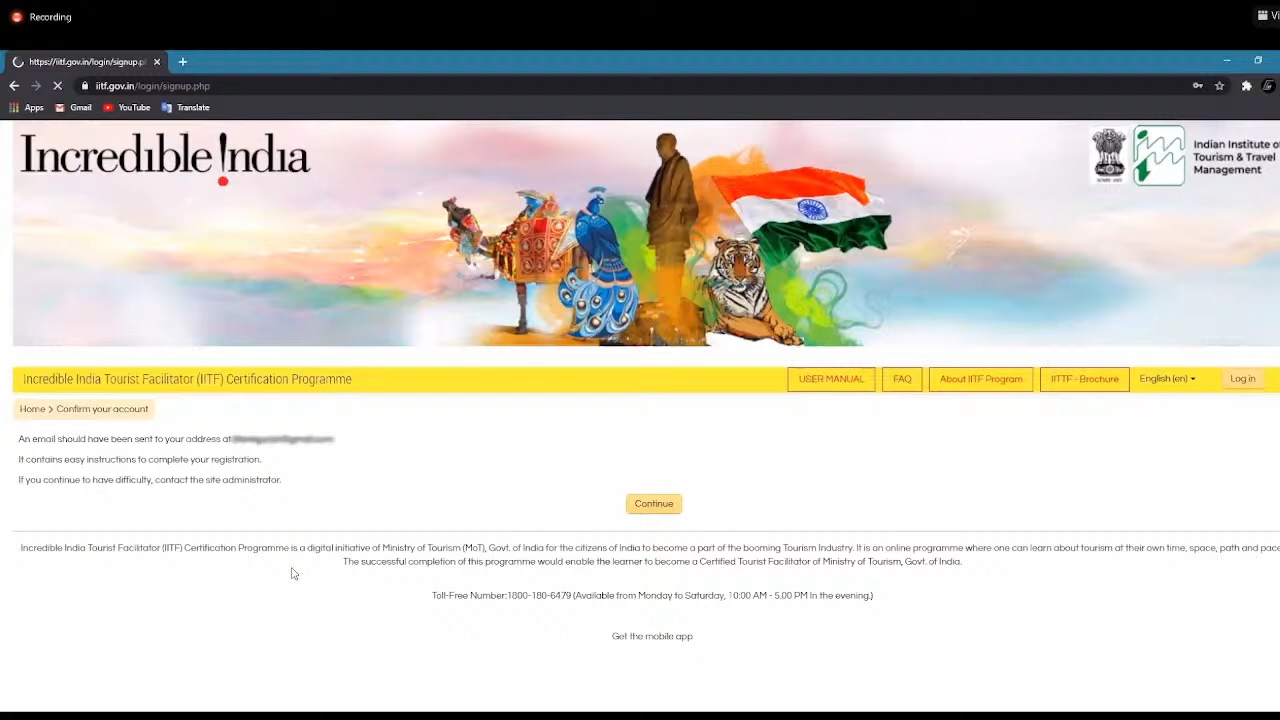 Recording
Vi
https://iitf.gov.in/login/signup.p
iitf.gov.in/login/signup.php
Apps Gmail YouTube Translate
Incredible !ndia
Indian Institute of
Tourism & Travel
Management
Incredible India Tourist Facilitator (IITF) Certification Programme
USER MANUAL FAQ About IITF Program IITTF - Brochure English (en) Log in
Home > Confirm your account
An email should have been sent to your address at
It contains easy instructions to complete your registration.
If you continue to have difficulty, contact the site administrator.
Continue
Incredible India Tourist Facilitator (IITF) Certification Programme is a digital initiative of Ministry of Tourism (MoT), Govt. of India for the citizens of India to become a part of the booming Tourism Industry. It is an online programme where one can learn about tourism at their own time, space, path and pace
The successful completion of this programme would enable the learner to become a Certified Tourist Facilitator of Ministry of Tourism, Govt. of India.
Toll-Free Number:1800-180-6479 (Available from Monday to Saturday, 10:00 AM - 5.00 PM In the evening.)
Get the mobile app